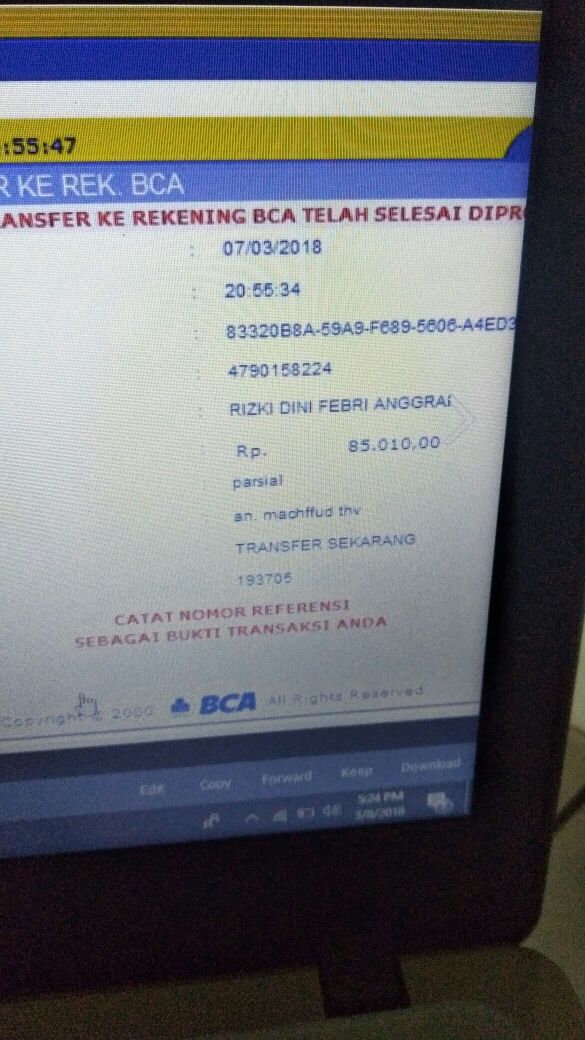 :55:47
R KE REK. BCA
ANSFER KE REKENING BCA TELAH SELESAI DIPR
: 07/03/2018
: 20:55:34
: 83320B8A-59A9-F689-5606-A4ED3
: 4790158224
: RIZKI DINI FEBRI ANGGRAI
: Rp. 85.010,00
parsial
an. machffud thv
TRANSFER SEKARANG
193705
CATAT NOMOR REFERENSI
SEBAGAI BUKTI TRANSAKSI ANDA
Copyright © 2000 BCA All Rights Reserved
Edit Copy Forward Keep Download
5:24 PM
3/8/2018